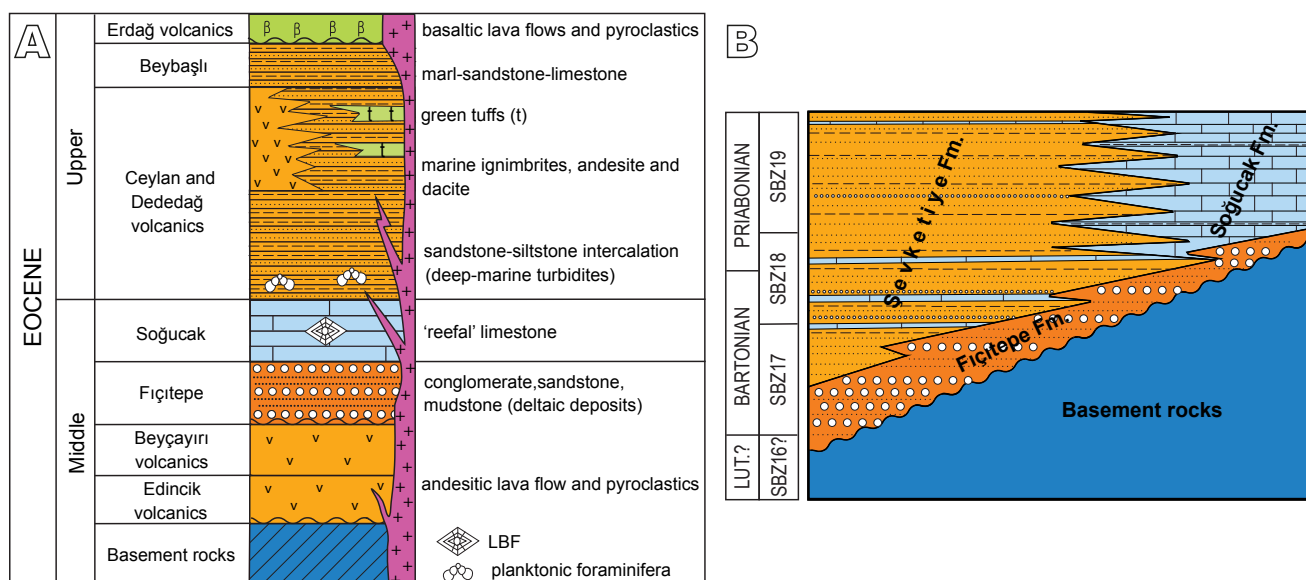 A
EOCENE
Upper
Middle
Erdağ volcanics
β β β β
basaltic lava flows and pyroclastics
Beybaşlı
marl-sandstone-limestone
green tuffs (t)
t
t
Ceylan and
Dededağ
volcanics
v v v v v v v v v
marine ignimbrites, andesite and
dacite
sandstone-siltstone intercalation
(deep-marine turbidites)
Soğucak
‘reefal’ limestone
Fıçıtepe
conglomerate,sandstone,
mudstone (deltaic deposits)
Beyçayırı
volcanics
v v v v v
Edincik
volcanics
v v v v v
andesitic lava flow and pyroclastics
Basement rocks
LBF
planktonic foraminifera
B
PRIABONIAN
BARTONIAN
LUT.?
SBZ19
SBZ18
SBZ17
SBZ16?
Şevketiye Fm.
Soğucak Fm.
Fıçıtepe Fm.
Basement rocks